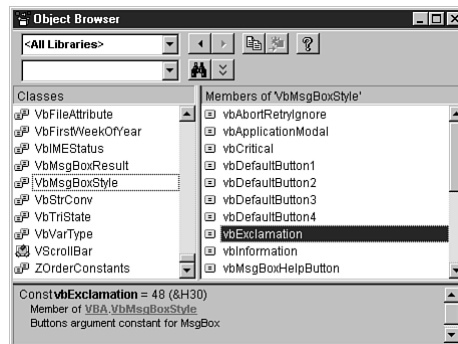 Object Browser
<All Libraries>
Classes
VbFileAttribute
VbFirstWeekOfYear
VbIMEStatus
VbMsgBoxResult
VbMsgBoxStyle
VbStrConv
VbTriState
VbVarType
VScrollBar
ZOrderConstants
Members of 'VbMsgBoxStyle'
vbAbortRetryIgnore
vbApplicationModal
vbCritical
vbDefaultButton1
vbDefaultButton2
vbDefaultButton3
vbDefaultButton4
vbExclamation
vbInformation
vbMsgBoxHelpButton
Const vbExclamation = 48 (&H30)
Member of VBA.VbMsgBoxStyle
Buttons argument constant for MsgBox